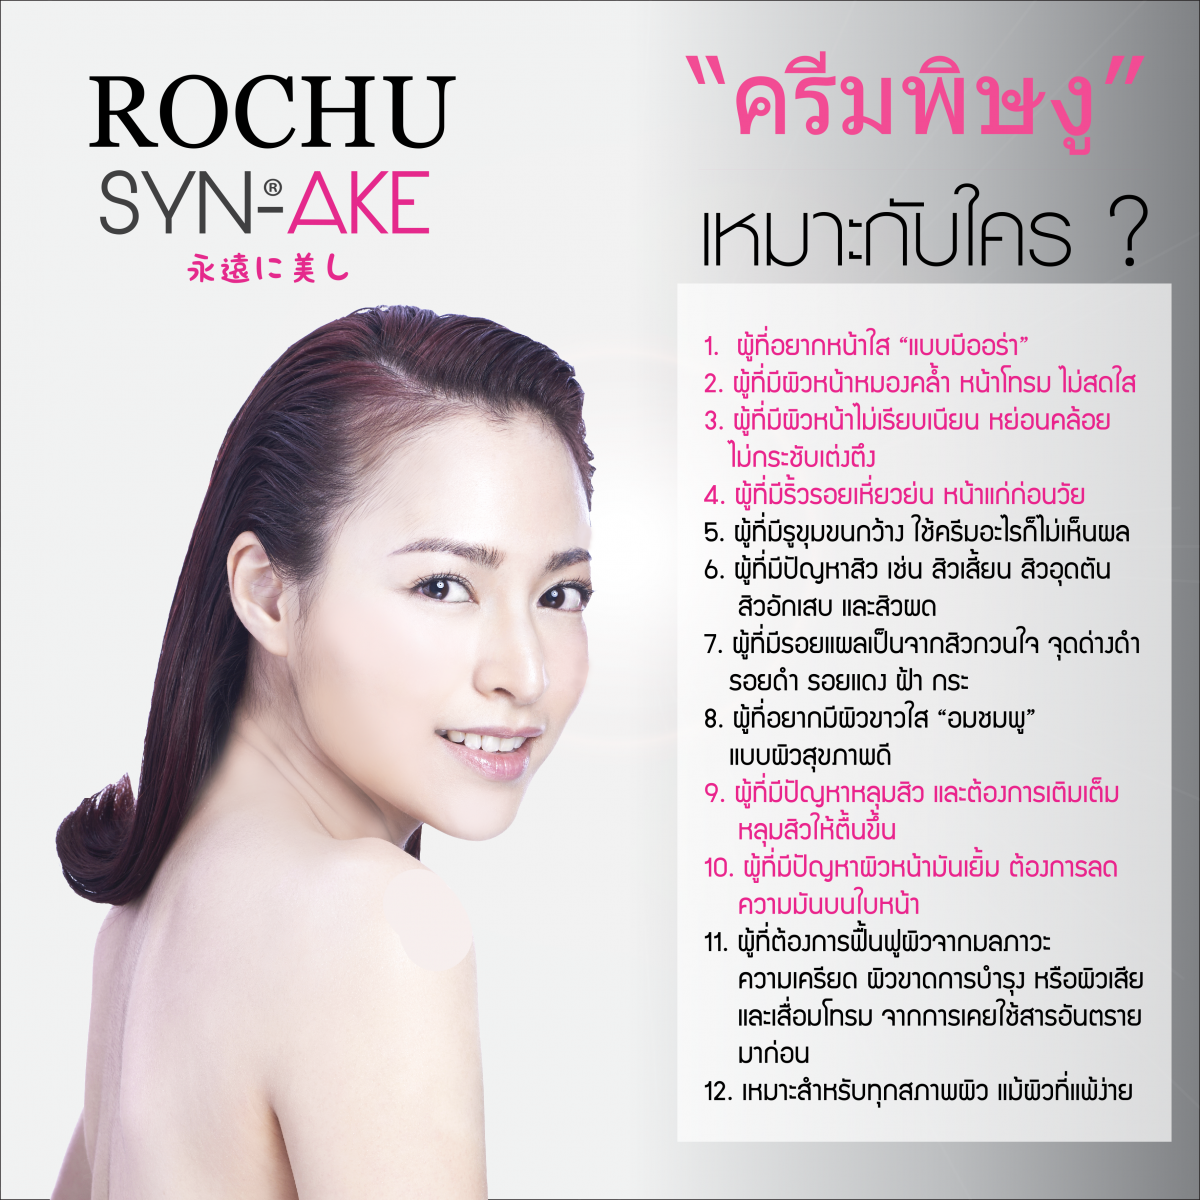 ROCHU
SYN-®AKE
永遠に美し
“ครีมพิษงู”
เหมาะกับใคร ?
1. ผู้ที่อยากหน้าใส “แบบมีออร่า”
2. ผู้ที่มีผิวหน้าหมองคล้ำ หน้าโทรม ไม่สดใส
3. ผู้ที่มีผิวหน้าไม่เรียบเนียน หย่อนคล้อย
ไม่กระชับเต่งตึง
4. ผู้ที่มีริ้วรอยเหี่ยวย่น หน้าแก่ก่อนวัย
5. ผู้ที่มีรูขุมขนกว้าง ใช้ครีมอะไรก็ไม่เห็นผล
6. ผู้ที่มีปัญหาสิว เช่น สิวเสี้ยน สิวอุดตัน
สิวอักเสบ และสิวผด
7. ผู้ที่มีรอยแผลเป็นจากสิวกวนใจ จุดด่างดำ
รอยดำ รอยแดง ฝ้า กระ
8. ผู้ที่อยากมีผิวขาวใส “อมชมพู”
แบบผิวสุขภาพดี
9. ผู้ที่มีปัญหาหลุมสิว และต้องการเติมเต็ม
หลุมสิวให้ตื้นขึ้น
10. ผู้ที่มีปัญหาผิวหน้ามันเยิ้ม ต้องการลด
ความมันบนใบหน้า
11. ผู้ที่ต้องการฟื้นฟูผิวจากมลภาวะ
ความเครียด ผิวขาดการบำรุง หรือผิวเสีย
และเสื่อมโทรม จากการเคยใช้สารอันตราย
มาก่อน
12. เหมาะสำหรับทุกสภาพผิว แม้ผิวที่แพ้ง่าย